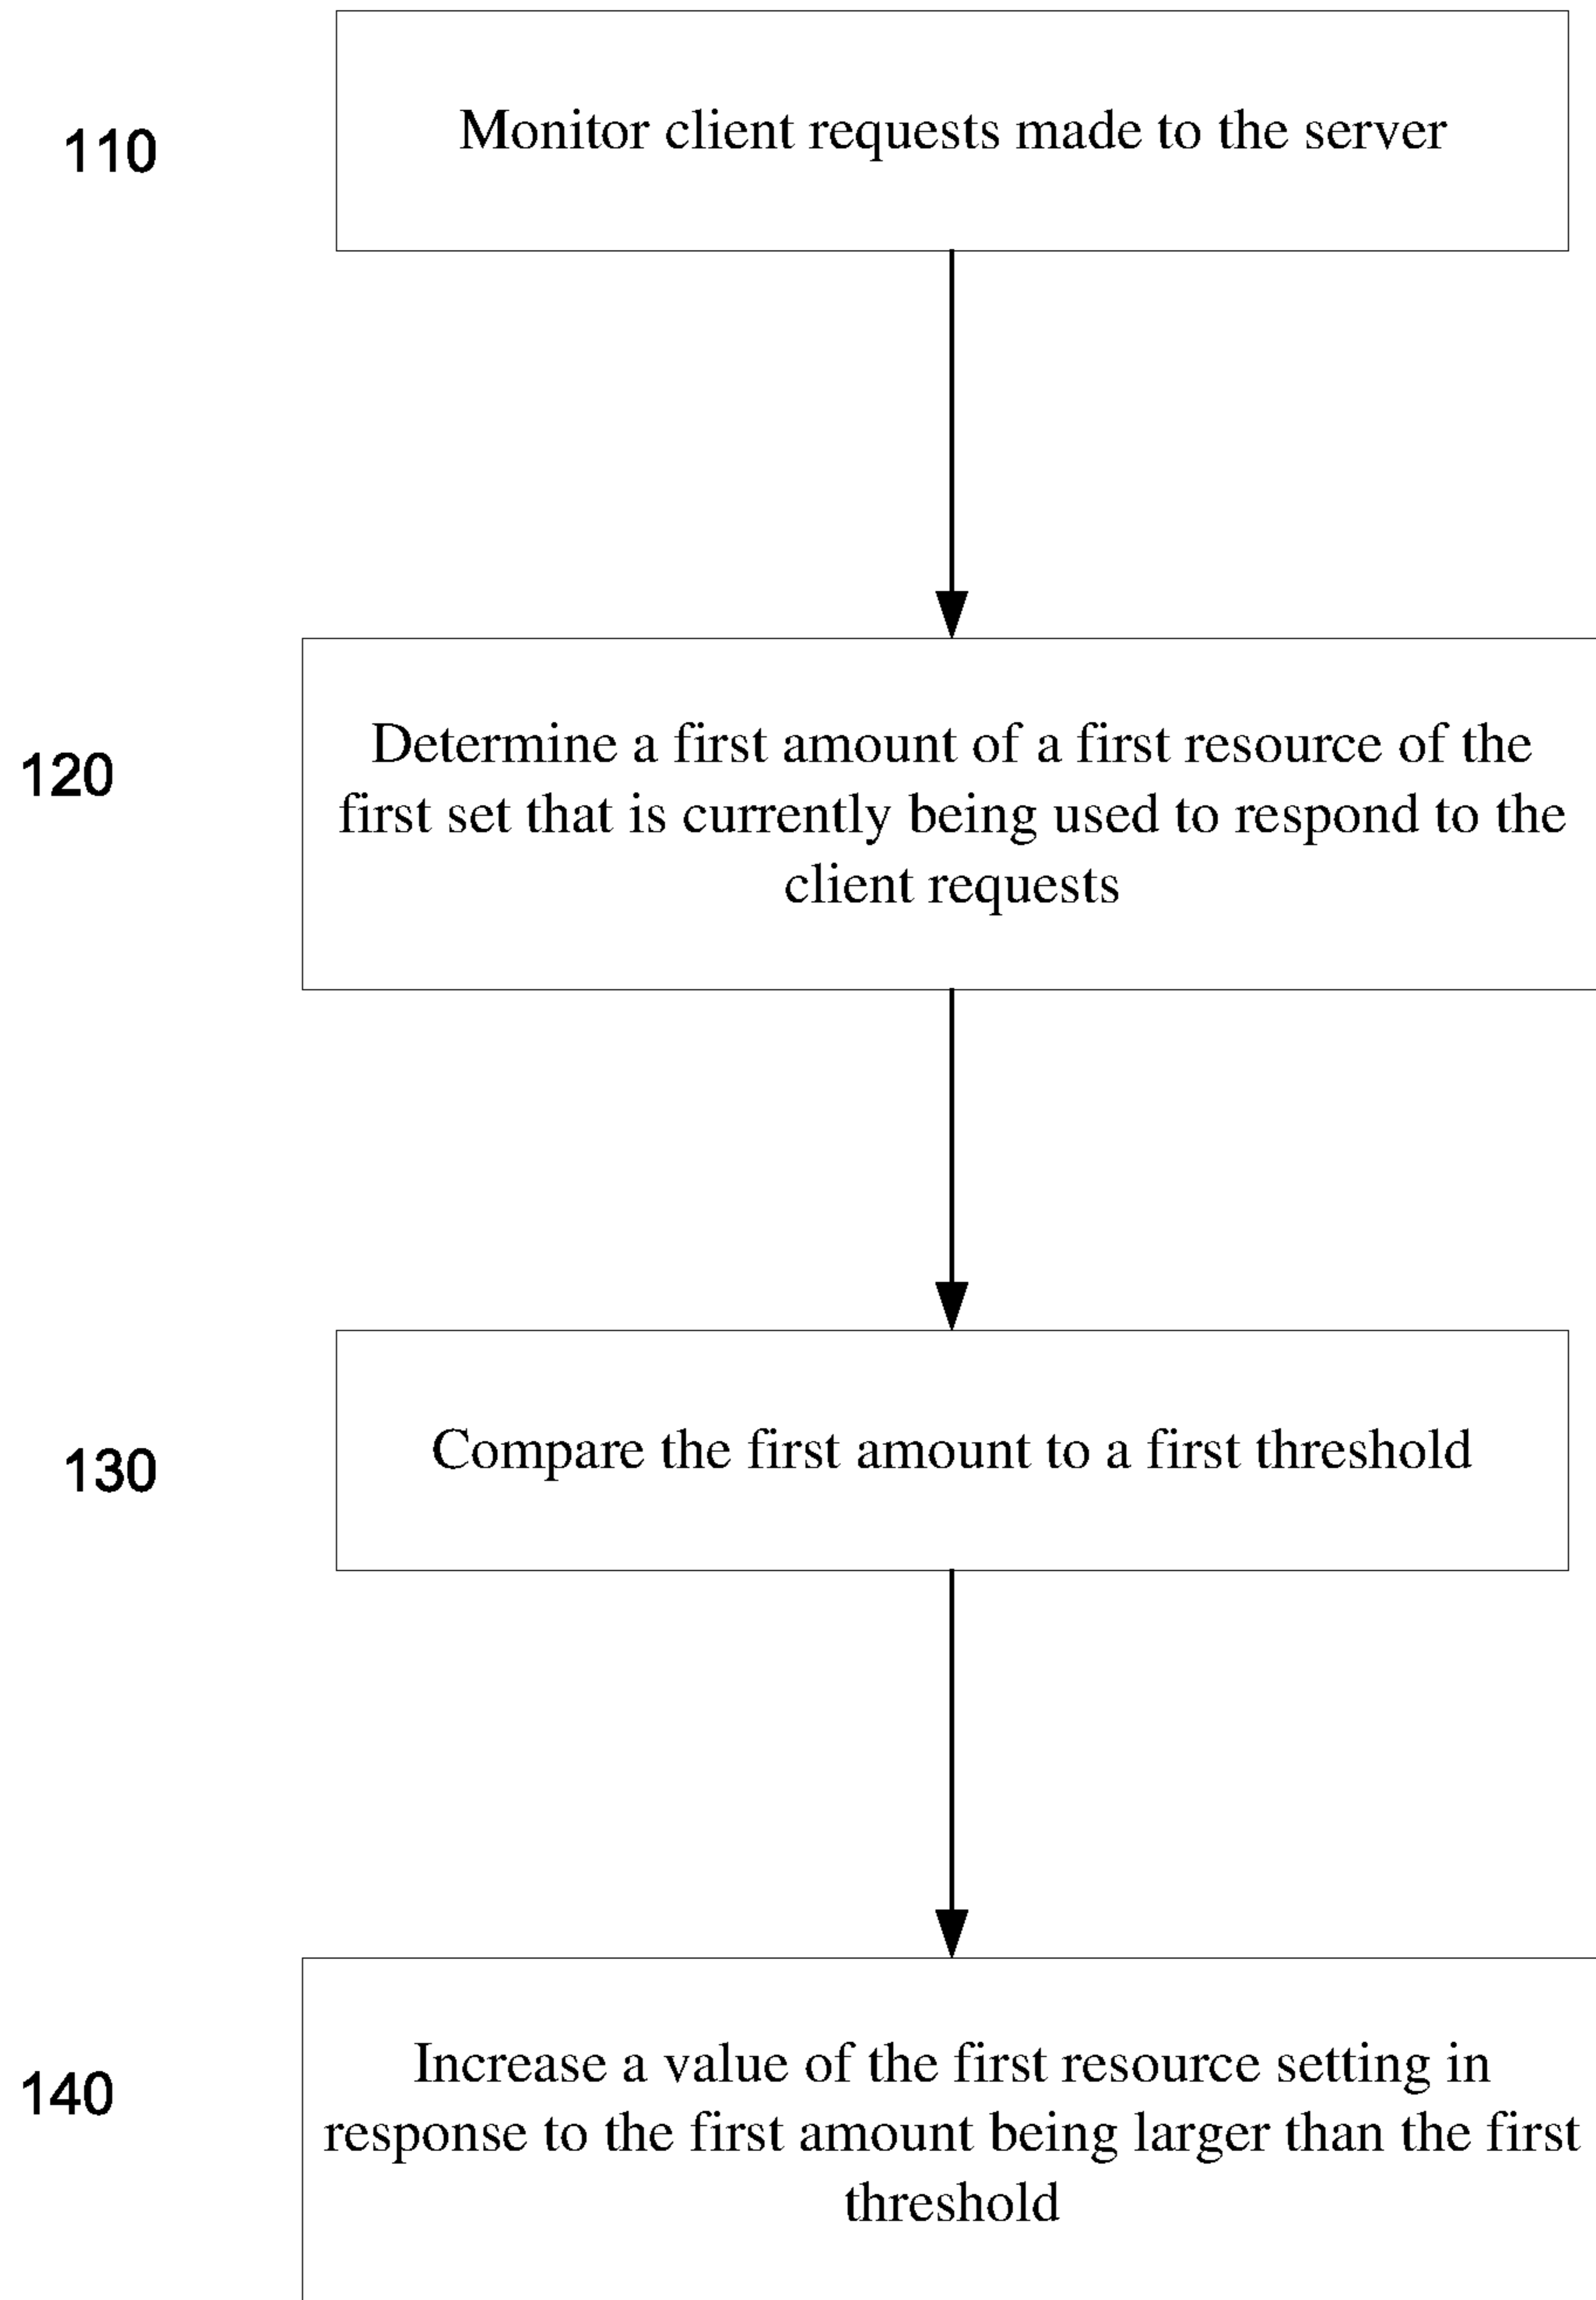 110
Monitor client requests made to the server
120
Determine a first amount of a first resource of the
first set that is currently being used to respond to the
client requests
130
Compare the first amount to a first threshold
140
Increase a value of the first resource setting in
response to the first amount being larger than the first
threshold